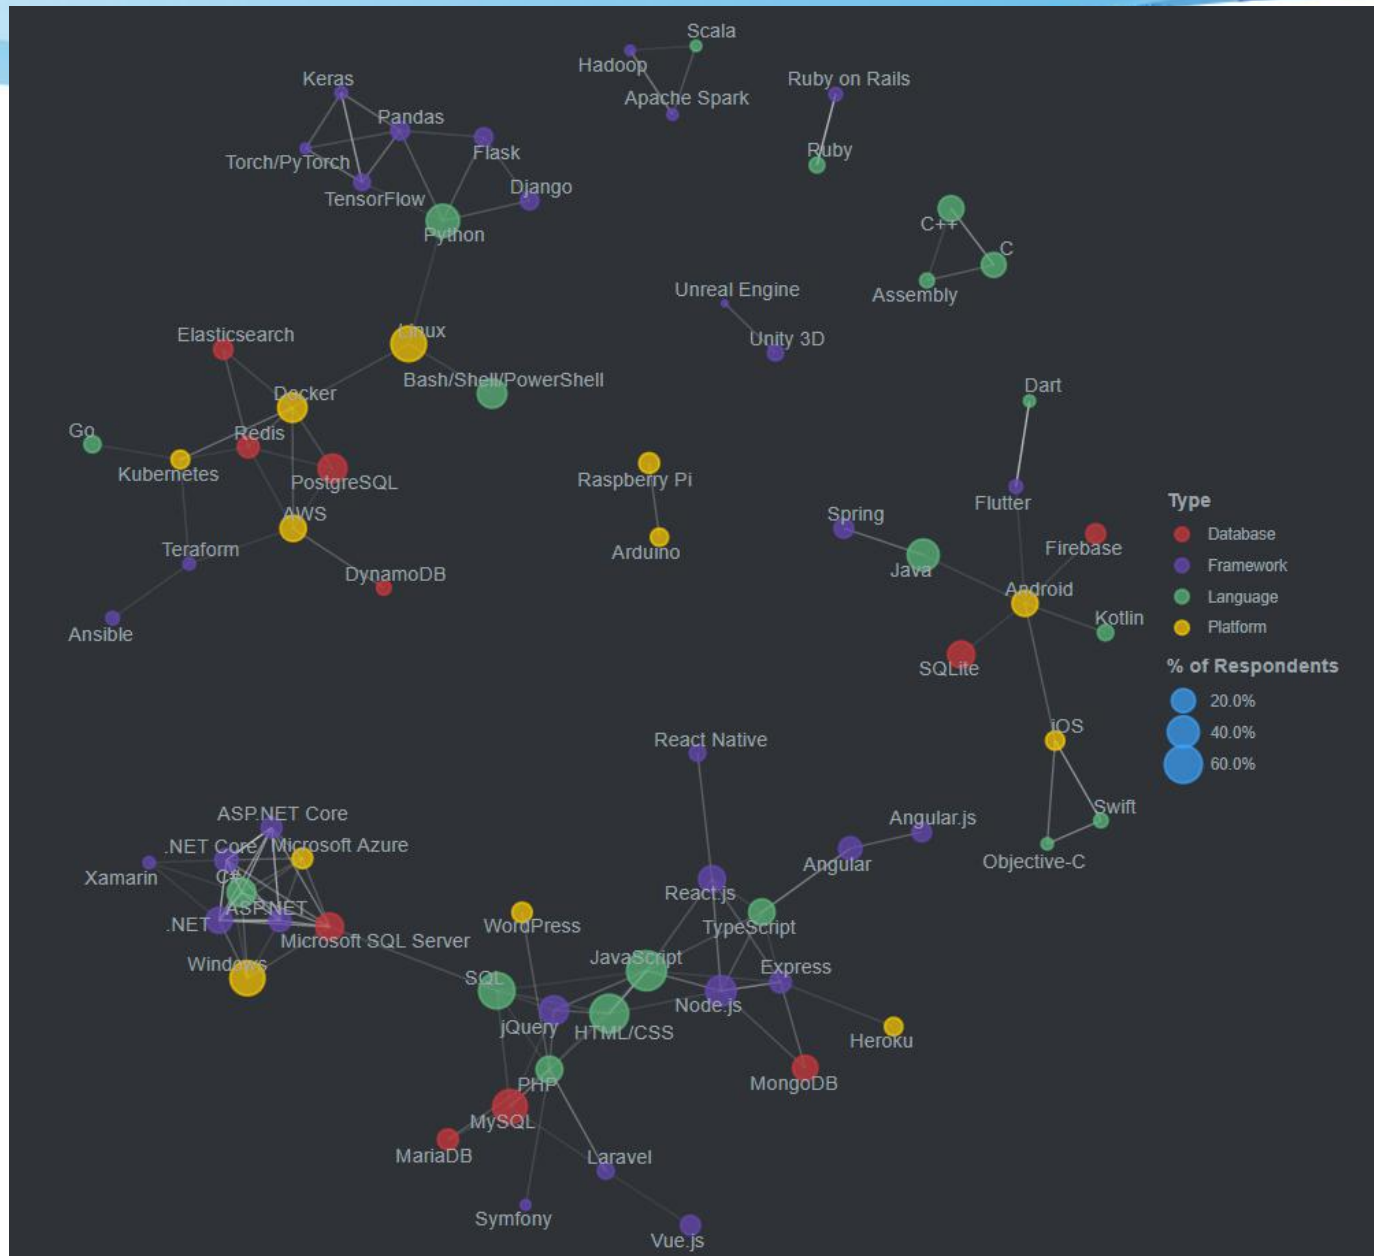 Scala
Hadoop
Apache Spark
Ruby on Rails
Ruby
Keras
Pandas
Flask
Torch/PyTorch
TensorFlow
Django
Python
C++
C
Assembly
Unreal Engine
Unity 3D
Linux
Elasticsearch
Docker
Bash/Shell/PowerShell
Go
Redis
Kubernetes
PostgreSQL
AWS
Teraform
DynamoDB
Ansible
Raspberry Pi
Arduino
Dart
Flutter
Spring
Java
Firebase
Android
Kotlin
SQLite
iOS
Swift
Objective-C
Type
Database
Framework
Language
Platform
% of Respondents
20.0%
40.0%
60.0%
React Native
Angular.js
Angular
React.js
TypeScript
ASP.NET Core
.NET Core
Microsoft Azure
Xamarin
C#
ASP.NET
.NET
Microsoft SQL Server
Windows
WordPress
JavaScript
SQL
Express
Node.js
jQuery
HTML/CSS
Heroku
MongoDB
PHP
MySQL
MariaDB
Laravel
Symfony
Vue.js